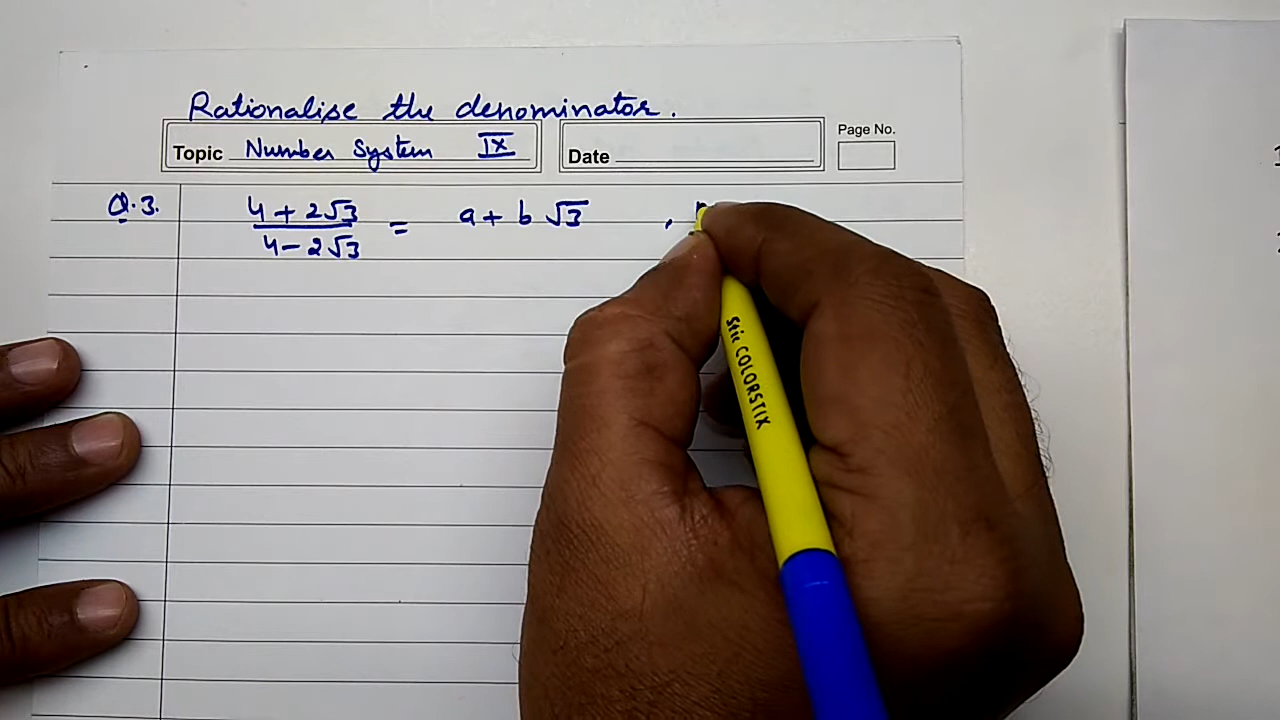 Rationalise the denominator.
Topic Number System IX
Date
Page No.
Q.3. 4 + 2√3 / 4 - 2√3 = a + b √3 ,
Stic COLORSTIX